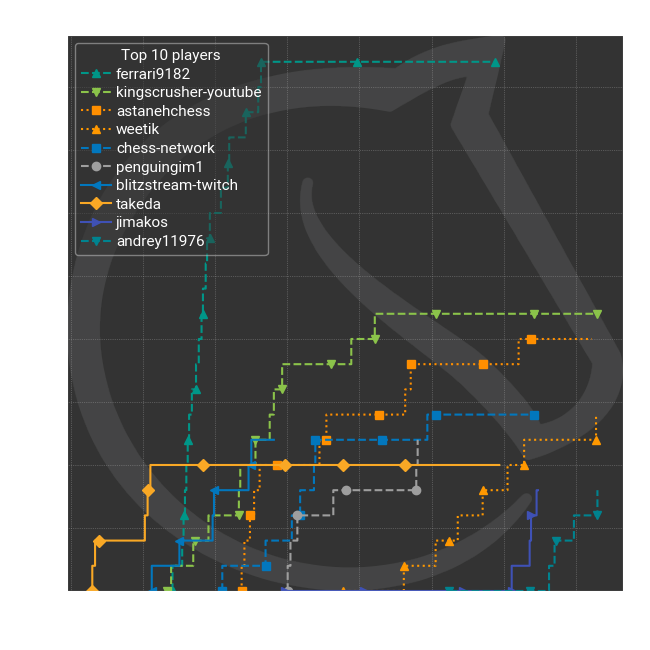 Top 10 players
ferrari9182
kingscrusher-youtube
astanehchess
weetik
chess-network
penguingim1
blitzstream-twitch
takeda
jimakos
andrey11976